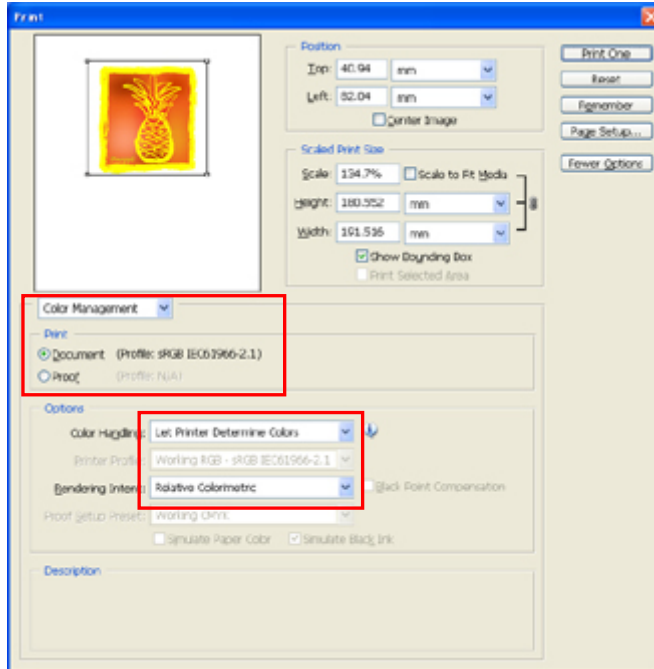 Print
Position
Top: 40.94 mm
Left: 82.04 mm
Center Image
Scaled Print Size
Scale: 134.7% Scale to Fit Media
Height: 180.552 mm
Width: 191.516 mm
Show Bounding Box
Print Selected Area
Print One
Reset
Remember
Page Setup...
Fewer Options
Color Management
Print
Document (Profile: sRGB IEC61966-2.1)
Proof (Profile: N/A)
Options
Color Handling: Let Printer Determine Colors
Printer Profile: Working RGB - sRGB IEC61966-2.1
Rendering Intent: Relative Colorimetric Black Point Compensation
Proof Setup Preset: Working CMYK
Simulate Paper Color Simulate Black Ink
Description